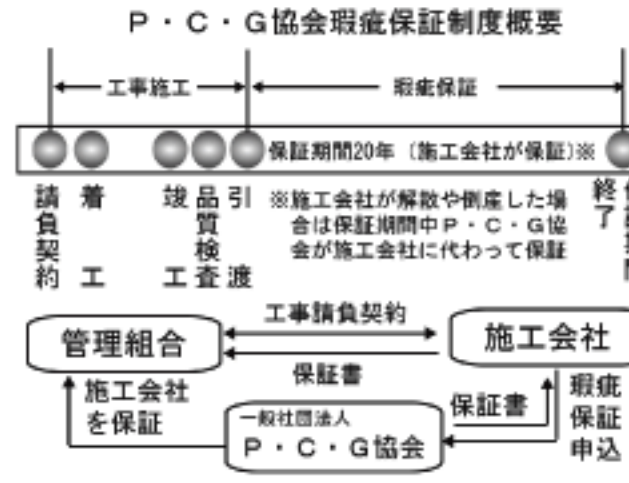 P・C・G協会瑕疵保証制度概要
工事施工
瑕疵保証
保証期間20年（施工会社が保証)※
請負契約
着工
竣工
品質検査
引渡
※施工会社が解散や倒産した場
合は保証期間中P・C・G協
会が施工会社に代わって保証
終了
管理組合
工事請負契約
保証書
施工会社
施工会社
を保証
一般社団法人
P・C・G協会
保証書
瑕疵
保証
申込